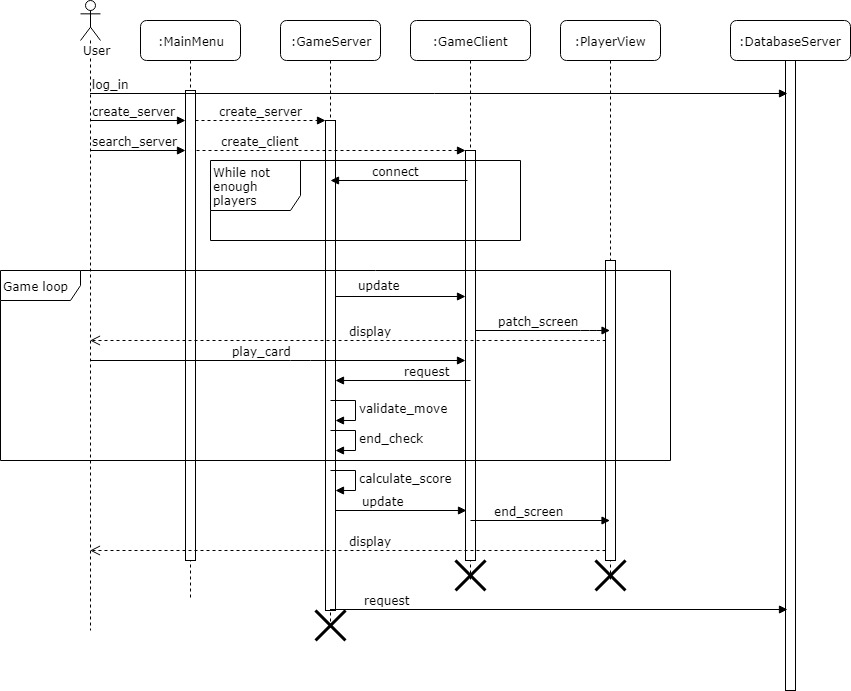 User
:MainMenu
:GameServer
:GameClient
:PlayerView
:DatabaseServer
log_in
create_server
create_server
search_server
create_client
While not
enough
players
connect
Game loop
update
patch_screen
display
play_card
request
validate_move
end_check
calculate_score
update
end_screen
display
request